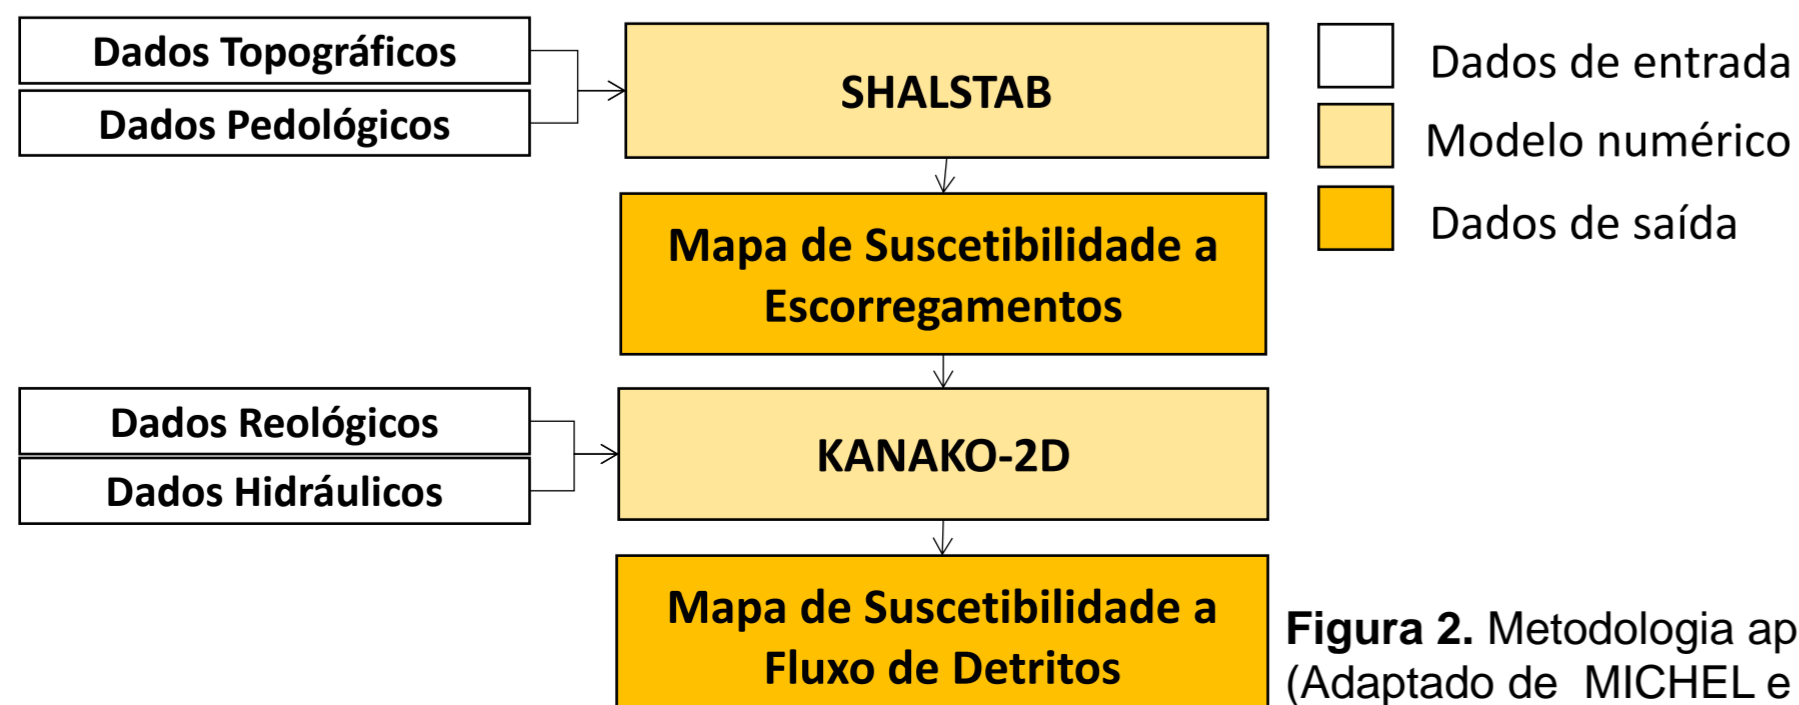 Dados Topográficos
Dados Pedológicos
SHALSTAB
Mapa de Suscetibilidade a
Escorregamentos
Dados Reológicos
Dados Hidráulicos
KANAKO-2D
Mapa de Suscetibilidade a
Fluxo de Detritos
Dados de entrada
Modelo numérico
Dados de saída
Figura 2. Metodologia ap
(Adaptado de MICHEL e